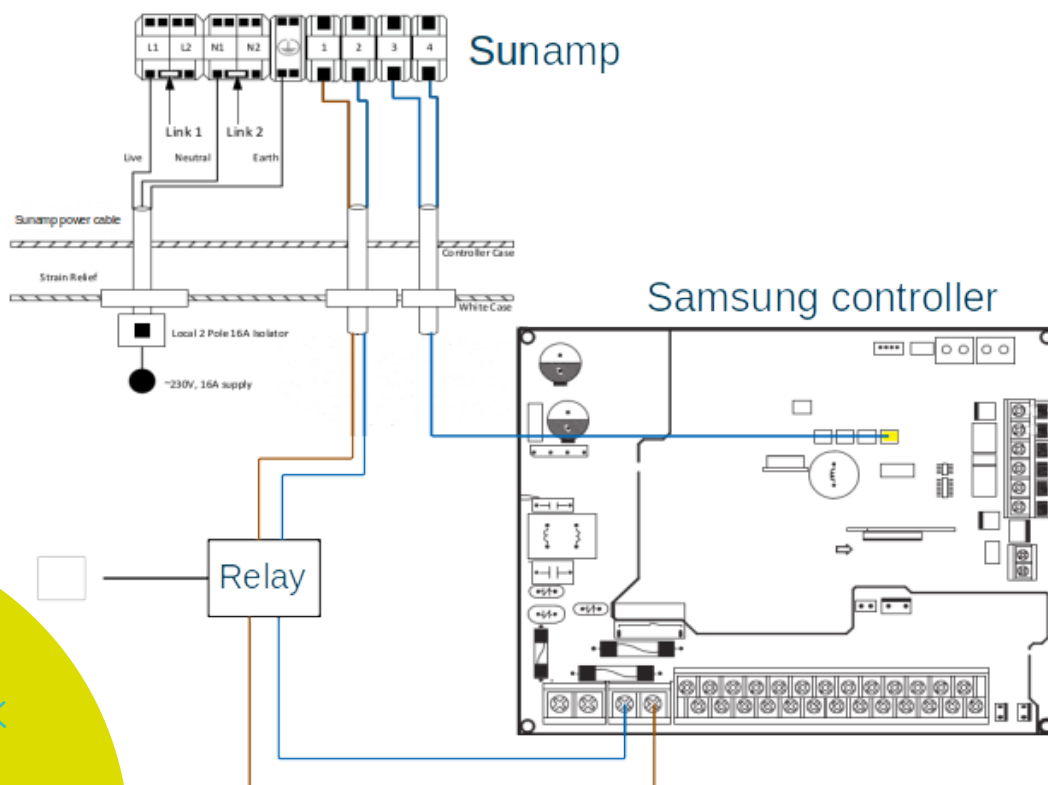 L1 L2 N1 N2 1 2 3 4
Sunamp
Link 1 Link 2
Live Neutral Earth
Sunamp power cable
Controller Case
Strain Relief
White Case
Samsung controller
Local 2 Pole 16A Isolator
~230V, 16A supply
Relay